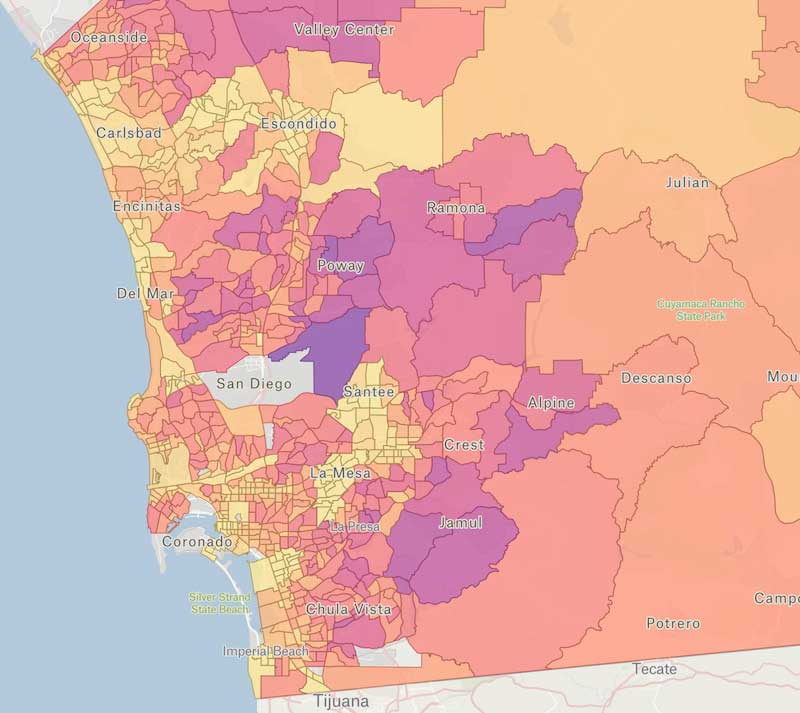 Valley Center
Oceanside
Escondido
Carlsbad
Julian
Encinitas
Ramona
Poway
Del Mar
Cuyamaca Rancho
State Park
San Diego
Descanso
Mou
Santee
Alpine
Crest
La Mesa
Jamul
La Presa
Coronado
Silver Strand
State Beach
Campo
Chula Vista
Potrero
Imperial Beach
Tecate
Tijuana